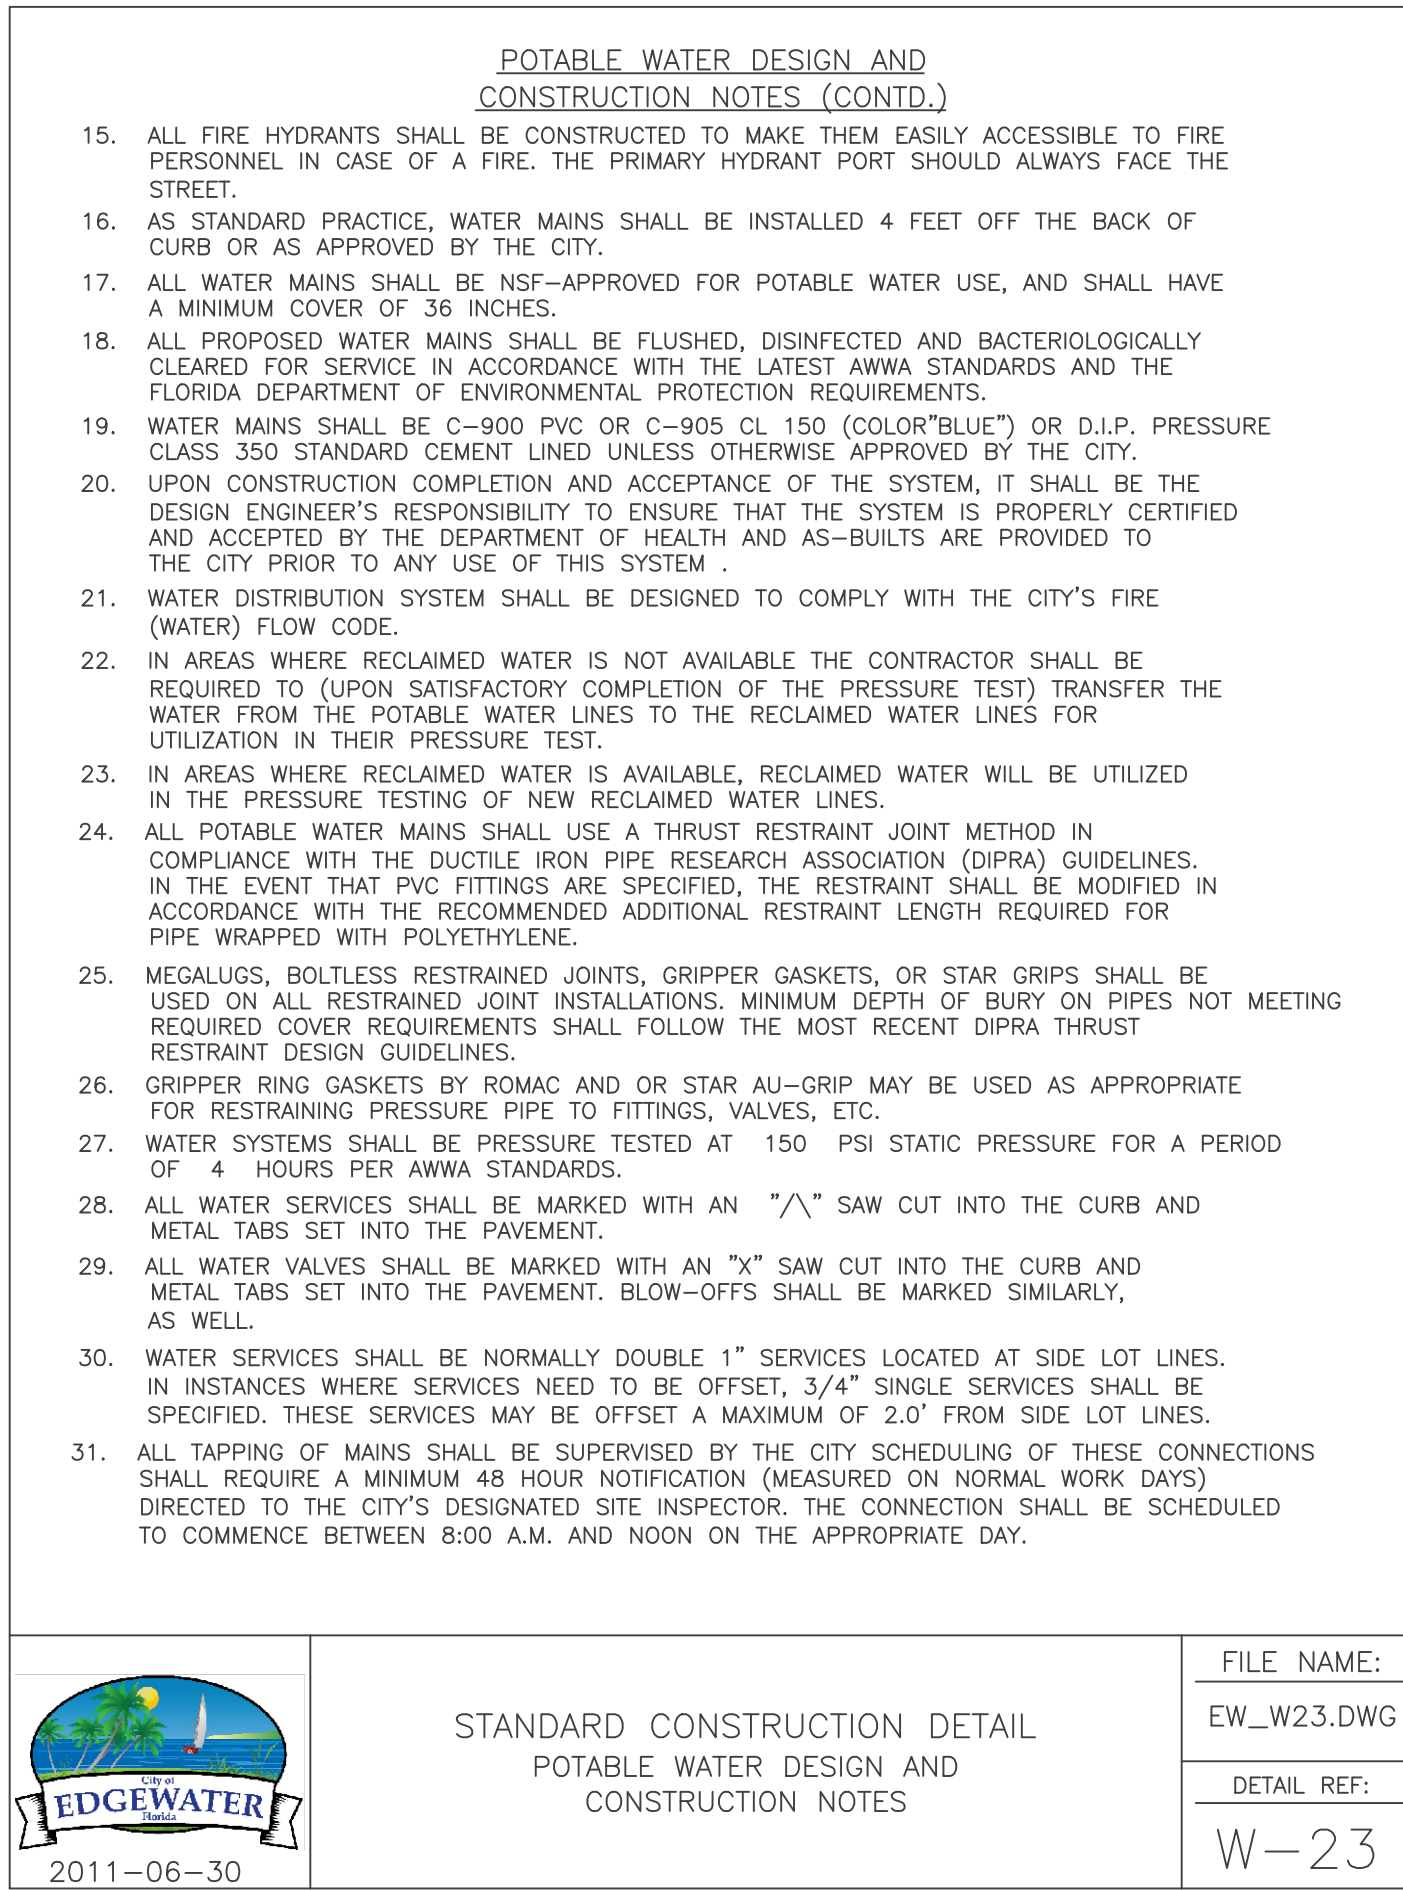 POTABLE WATER DESIGN AND
CONSTRUCTION NOTES (CONTD.)
15. ALL FIRE HYDRANTS SHALL BE CONSTRUCTED TO MAKE THEM EASILY ACCESSIBLE TO FIRE
PERSONNEL IN CASE OF A FIRE. THE PRIMARY HYDRANT PORT SHOULD ALWAYS FACE THE
STREET.
16. AS STANDARD PRACTICE, WATER MAINS SHALL BE INSTALLED 4 FEET OFF THE BACK OF
CURB OR AS APPROVED BY THE CITY.
17. ALL WATER MAINS SHALL BE NSF-APPROVED FOR POTABLE WATER USE, AND SHALL HAVE
A MINIMUM COVER OF 36 INCHES.
18. ALL PROPOSED WATER MAINS SHALL BE FLUSHED, DISINFECTED AND BACTERIOLOGICALLY
CLEARED FOR SERVICE IN ACCORDANCE WITH THE LATEST AWWA STANDARDS AND THE
FLORIDA DEPARTMENT OF ENVIRONMENTAL PROTECTION REQUIREMENTS.
19. WATER MAINS SHALL BE C-900 PVC OR C-905 CL 150 (COLOR"BLUE") OR D.I.P. PRESSURE
CLASS 350 STANDARD CEMENT LINED UNLESS OTHERWISE APPROVED BY THE CITY.
20. UPON CONSTRUCTION COMPLETION AND ACCEPTANCE OF THE SYSTEM, IT SHALL BE THE
DESIGN ENGINEER'S RESPONSIBILITY TO ENSURE THAT THE SYSTEM IS PROPERLY CERTIFIED
AND ACCEPTED BY THE DEPARTMENT OF HEALTH AND AS-BUILTS ARE PROVIDED TO
THE CITY PRIOR TO ANY USE OF THIS SYSTEM .
21. WATER DISTRIBUTION SYSTEM SHALL BE DESIGNED TO COMPLY WITH THE CITY'S FIRE
(WATER) FLOW CODE.
22. IN AREAS WHERE RECLAIMED WATER IS NOT AVAILABLE THE CONTRACTOR SHALL BE
REQUIRED TO (UPON SATISFACTORY COMPLETION OF THE PRESSURE TEST) TRANSFER THE
WATER FROM THE POTABLE WATER LINES TO THE RECLAIMED WATER LINES FOR
UTILIZATION IN THEIR PRESSURE TEST.
23. IN AREAS WHERE RECLAIMED WATER IS AVAILABLE, RECLAIMED WATER WILL BE UTILIZED
IN THE PRESSURE TESTING OF NEW RECLAIMED WATER LINES.
24. ALL POTABLE WATER MAINS SHALL USE A THRUST RESTRAINT JOINT METHOD IN
COMPLIANCE WITH THE DUCTILE IRON PIPE RESEARCH ASSOCIATION (DIPRA) GUIDELINES.
IN THE EVENT THAT PVC FITTINGS ARE SPECIFIED, THE RESTRAINT SHALL BE MODIFIED IN
ACCORDANCE WITH THE RECOMMENDED ADDITIONAL RESTRAINT LENGTH REQUIRED FOR
PIPE WRAPPED WITH POLYETHYLENE.
25. MEGALUGS, BOLTLESS RESTRAINED JOINTS, GRIPPER GASKETS, OR STAR GRIPS SHALL BE
USED ON ALL RESTRAINED JOINT INSTALLATIONS. MINIMUM DEPTH OF BURY ON PIPES NOT MEETING
REQUIRED COVER REQUIREMENTS SHALL FOLLOW THE MOST RECENT DIPRA THRUST
RESTRAINT DESIGN GUIDELINES.
26. GRIPPER RING GASKETS BY ROMAC AND OR STAR AU-GRIP MAY BE USED AS APPROPRIATE
FOR RESTRAINING PRESSURE PIPE TO FITTINGS, VALVES, ETC.
27. WATER SYSTEMS SHALL BE PRESSURE TESTED AT 150 PSI STATIC PRESSURE FOR A PERIOD
OF 4 HOURS PER AWWA STANDARDS.
28. ALL WATER SERVICES SHALL BE MARKED WITH AN "/\" SAW CUT INTO THE CURB AND
METAL TABS SET INTO THE PAVEMENT.
29. ALL WATER VALVES SHALL BE MARKED WITH AN "X" SAW CUT INTO THE CURB AND
METAL TABS SET INTO THE PAVEMENT. BLOW-OFFS SHALL BE MARKED SIMILARLY,
AS WELL.
30. WATER SERVICES SHALL BE NORMALLY DOUBLE 1" SERVICES LOCATED AT SIDE LOT LINES.
IN INSTANCES WHERE SERVICES NEED TO BE OFFSET, 3/4" SINGLE SERVICES SHALL BE
SPECIFIED. THESE SERVICES MAY BE OFFSET A MAXIMUM OF 2.0' FROM SIDE LOT LINES.
31. ALL TAPPING OF MAINS SHALL BE SUPERVISED BY THE CITY SCHEDULING OF THESE CONNECTIONS
SHALL REQUIRE A MINIMUM 48 HOUR NOTIFICATION (MEASURED ON NORMAL WORK DAYS)
DIRECTED TO THE CITY'S DESIGNATED SITE INSPECTOR. THE CONNECTION SHALL BE SCHEDULED
TO COMMENCE BETWEEN 8:00 A.M. AND NOON ON THE APPROPRIATE DAY.
City of
EDGEWATER
Florida
2011-06-30
STANDARD CONSTRUCTION DETAIL
POTABLE WATER DESIGN AND
CONSTRUCTION NOTES
FILE NAME:
EW_W23.DWG
DETAIL REF:
W-23